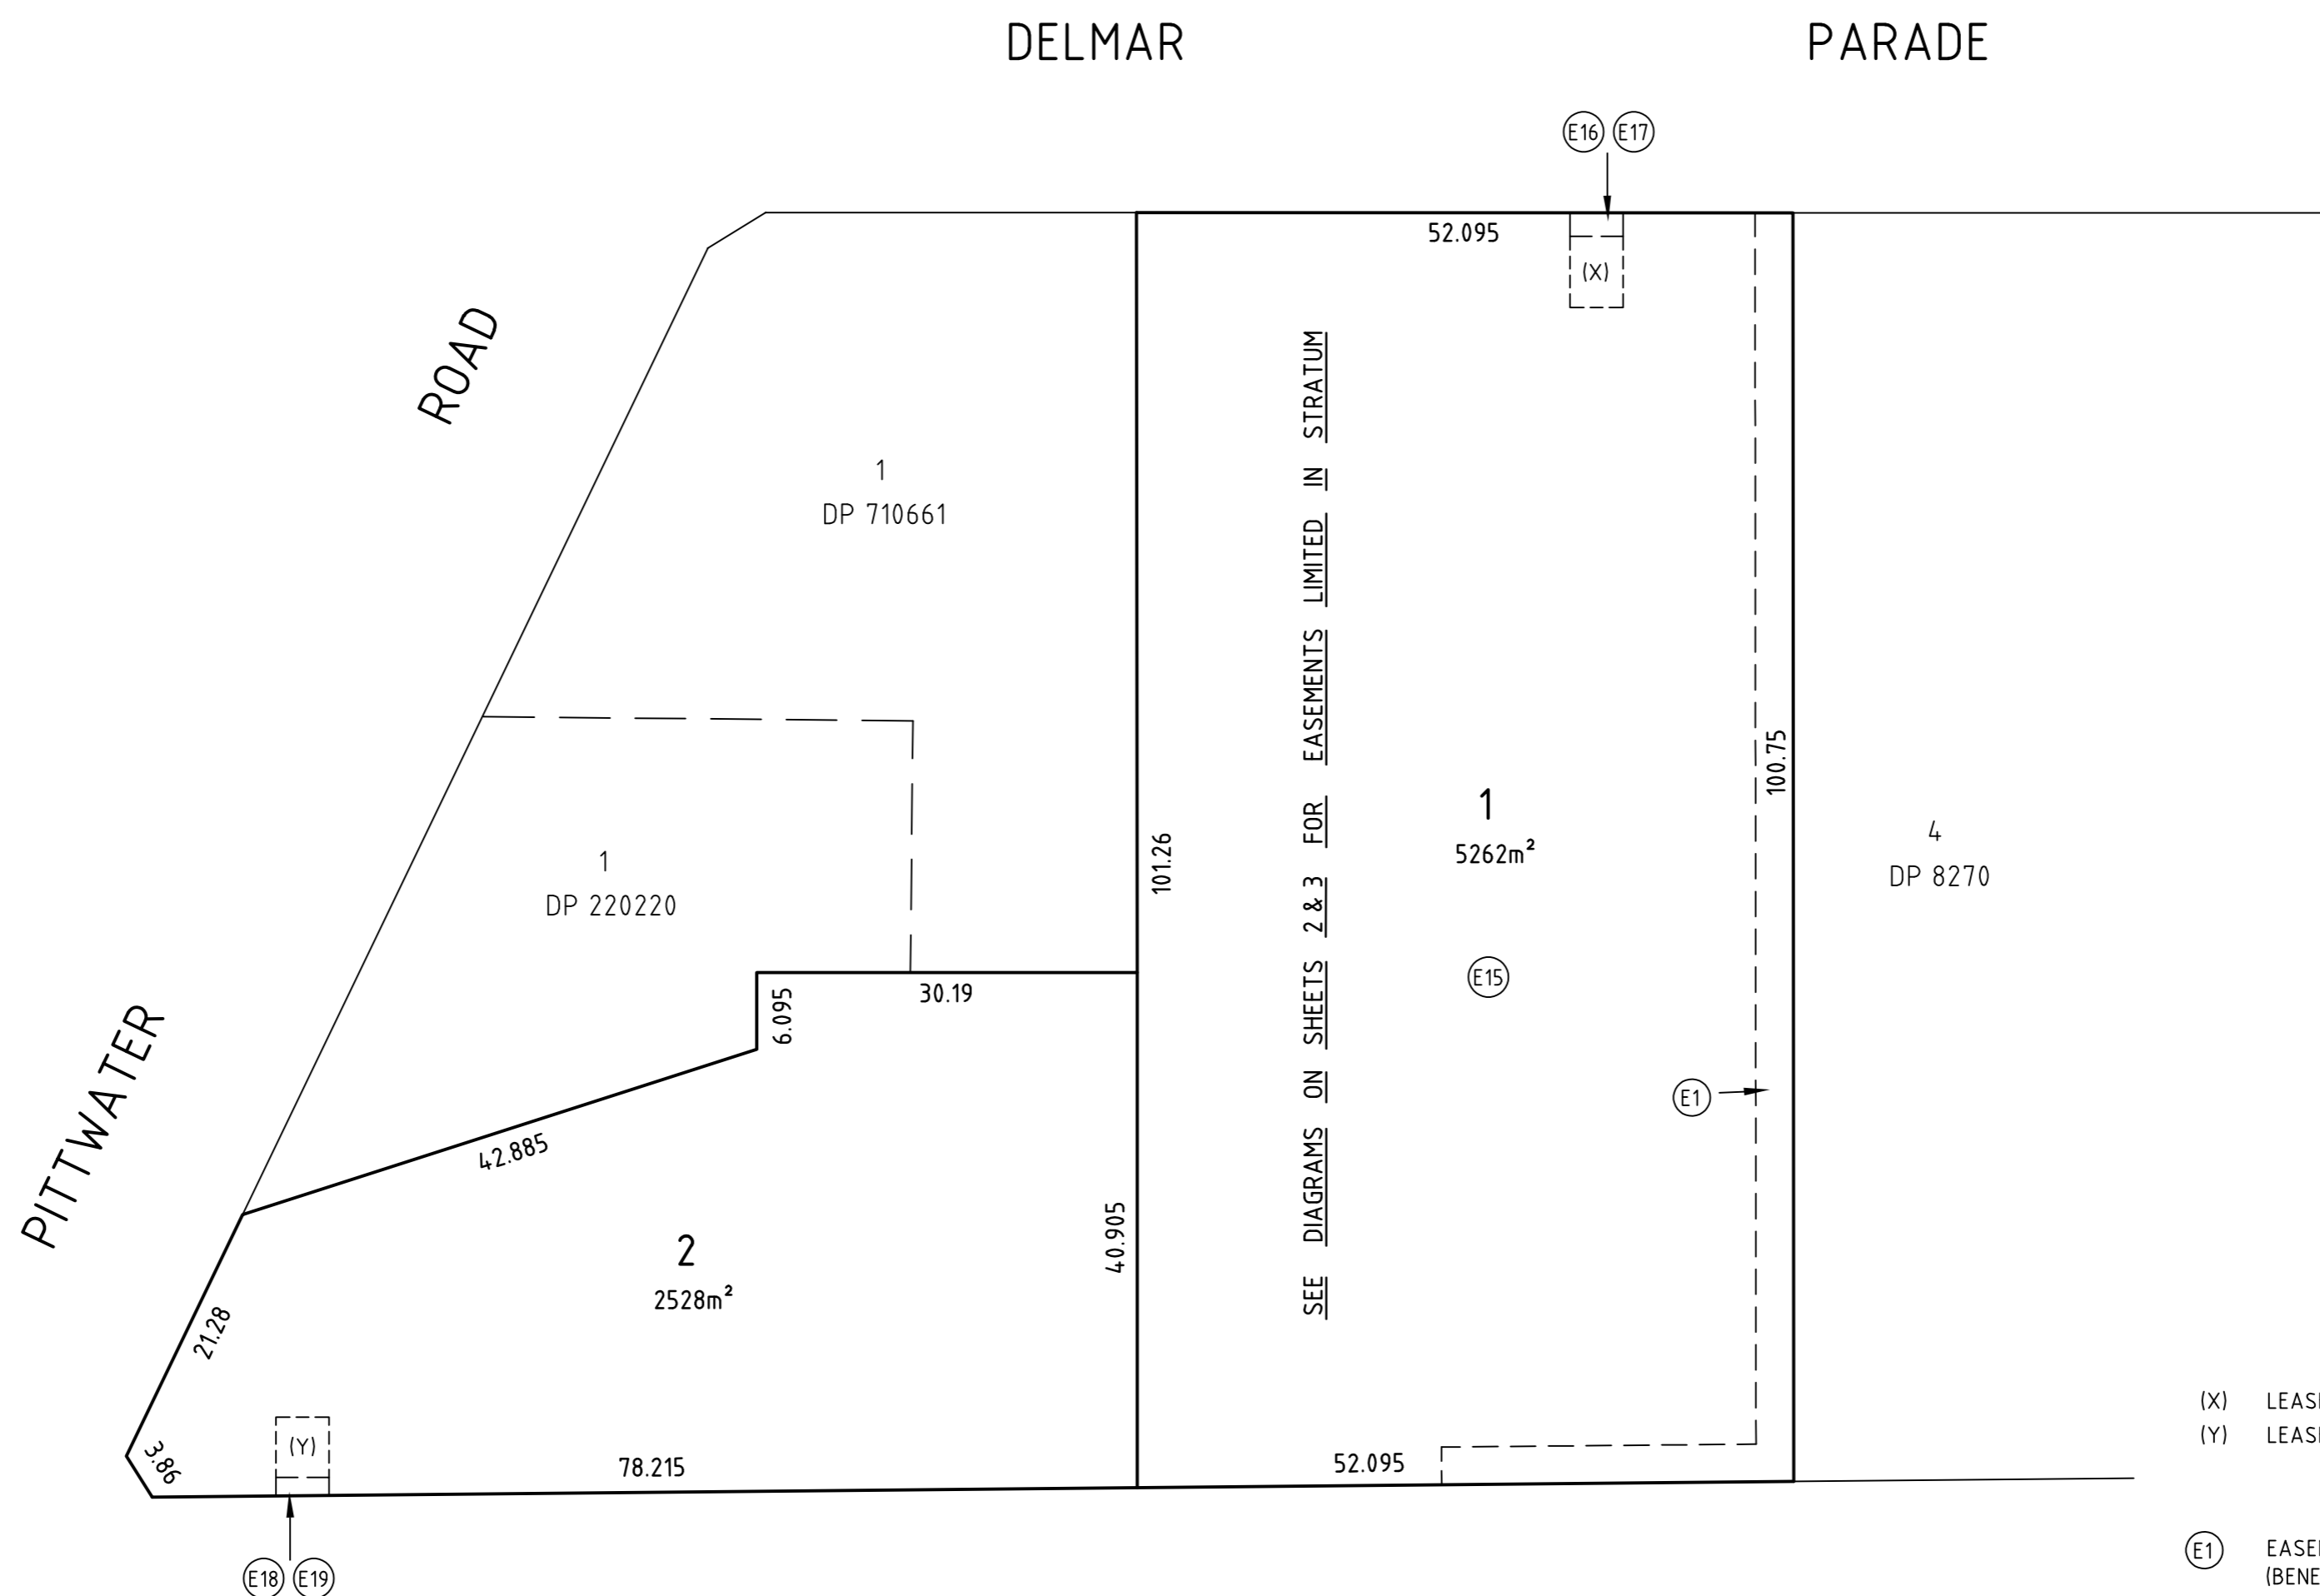 DELMAR PARADE
E16 E17
52.095
(X)
ROAD
PITTWATER
1
DP 710661
1
DP 220220
SEE DIAGRAMS ON SHEETS 2 & 3 FOR EASEMENTS LIMITED IN STRATUM
101.26
1
5262m²
100.75
4
DP 8270
E15
30.19
6.095
E1
42.885
40.905
2
2528m²
21.28
3.86
(Y)
78.215
52.095
E18 E19
(X)
(Y)
E1